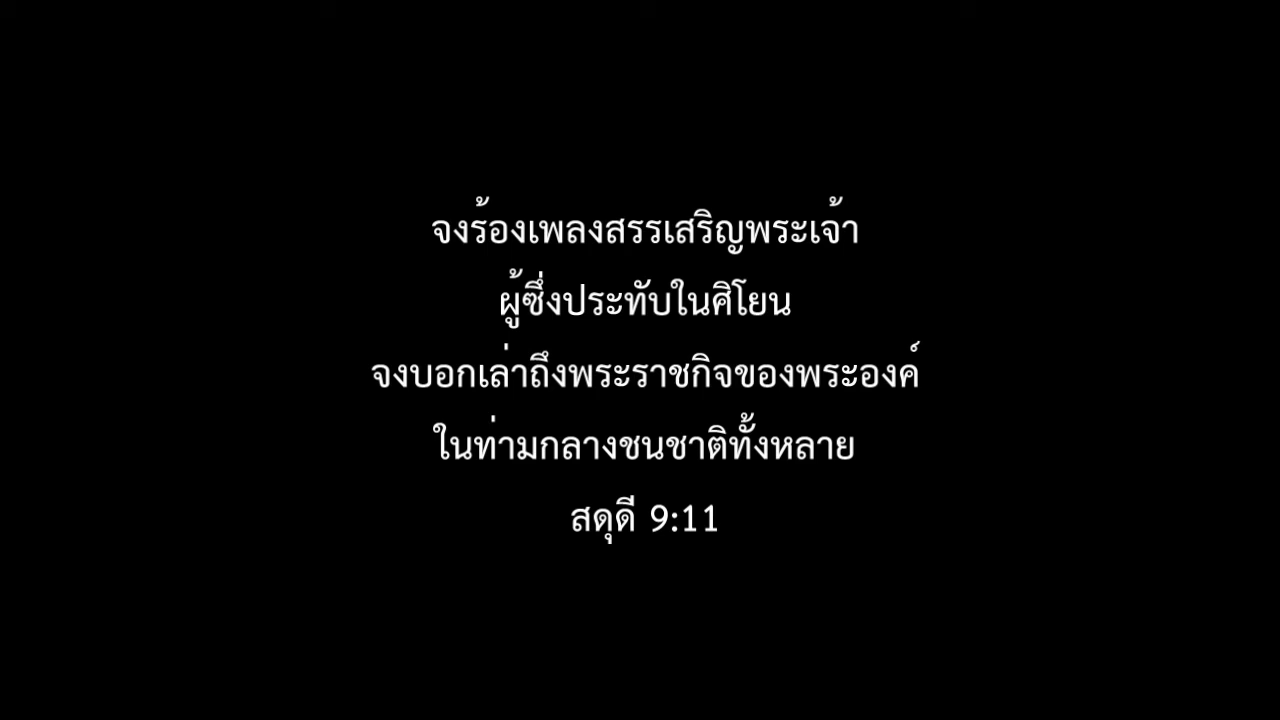 จงร้องเพลงสรรเสริญพระเจ้า
ผู้ซึ่งประทับในศิโยน
จงบอกเล่าถึงพระราชกิจของพระองค์
ในท่ามกลางชนชาติทั้งหลาย
สดุดี 9:11